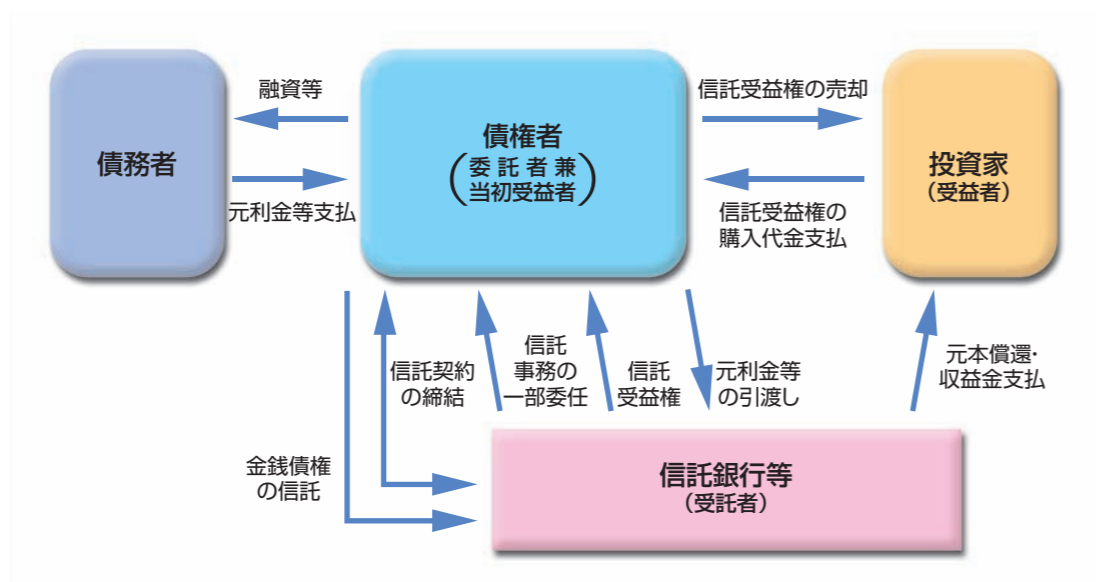 債務者
融資等
元利金等支払
債権者
(委託者兼
当初受益者)
信託受益権の売却
信託受益権の
購入代金支払
投資家
(受益者)
金銭債権
の信託
信託契約
の締結
信託
事務の
一部委任
信託
受益権
元利金等
の引渡し
元本償還・
収益金支払
信託銀行等
(受託者)